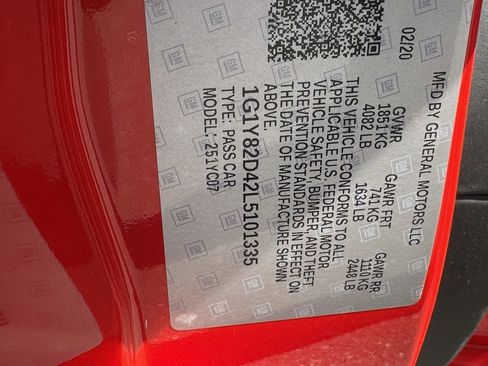 MFD BY GENERAL MOTORS LLC
02/20
GVWR
1851 KG
4082 LB
GAWR FRT
741 KG
1634 LB
GAWR RR
1110 KG
2448 LB
THIS VEHICLE CONFORMS TO ALL
APPLICABLE U.S. FEDERAL MOTOR
VEHICLE SAFETY, BUMPER, AND THEFT
PREVENTION STANDARDS IN EFFECT ON
THE DATE OF MANUFACTURE SHOWN
ABOVE.
1G1Y82D42L5101335
TYPE: PASS CAR
MODEL: 2511YC07